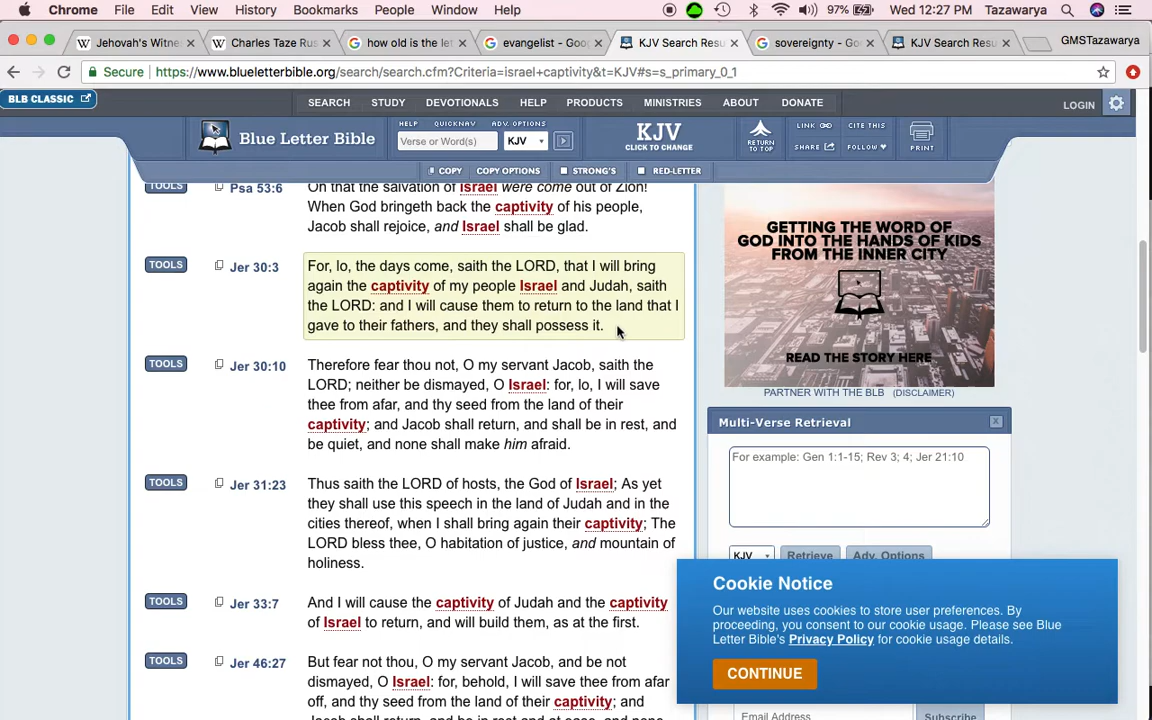 Chrome File Edit View History Bookmarks People Window Help 97% Wed 12:27 PM Tazawarya
Jehovah's Witne Charles Taze Rus how old is the let evangelist - Goo KJV Search Resu sovereignty - Goo KJV Search Resu GMSTazawarya
Secure https://www.blueletterbible.org/search/search.cfm?Criteria=israel+captivity&t=KJV#s=s_primary_0_1
BLB CLASSIC SEARCH STUDY DEVOTIONALS HELP PRODUCTS MINISTRIES ABOUT DONATE LOGIN
HELP QUICKNAV ADV. OPTIONS
Blue Letter Bible Verse or Word(s) KJV
KJV
CLICK TO CHANGE
RETURN
TO TOP
LINK CITE THIS
SHARE FOLLOW
PRINT
COPY COPY OPTIONS STRONG'S RED-LETTER
TOOLS Psa 53:6 Oh that the salvation of Israel were come out of Zion!
When God bringeth back the captivity of his people,
Jacob shall rejoice, and Israel shall be glad.
TOOLS Jer 30:3 For, lo, the days come, saith the LORD, that I will bring
again the captivity of my people Israel and Judah, saith
the LORD: and I will cause them to return to the land that I
gave to their fathers, and they shall possess it.
TOOLS Jer 30:10 Therefore fear thou not, O my servant Jacob, saith the
LORD; neither be dismayed, O Israel: for, lo, I will save
thee from afar, and thy seed from the land of their
captivity; and Jacob shall return, and shall be in rest, and
be quiet, and none shall make him afraid.
TOOLS Jer 31:23 Thus saith the LORD of hosts, the God of Israel; As yet
they shall use this speech in the land of Judah and in the
cities thereof, when I shall bring again their captivity; The
LORD bless thee, O habitation of justice, and mountain of
holiness.
TOOLS Jer 33:7 And I will cause the captivity of Judah and the captivity
of Israel to return, and will build them, as at the first.
TOOLS Jer 46:27 But fear not thou, O my servant Jacob, and be not
dismayed, O Israel: for, behold, I will save thee from afar
off, and thy seed from the land of their captivity; and
Jacob shall return, and be in rest and at ease, and none
GETTING THE WORD OF
GOD INTO THE HANDS OF KIDS
FROM THE INNER CITY
READ THE STORY HERE
PARTNER WITH THE BLB (DISCLAIMER)
Multi-Verse Retrieval
For example: Gen 1:1-15; Rev 3; 4; Jer 21:10
KJV Retrieve Adv. Options
Cookie Notice
Our website uses cookies to store user preferences. By
proceeding, you consent to our cookie usage. Please see Blue
Letter Bible's Privacy Policy for cookie usage details.
CONTINUE
Email Address Subscribe